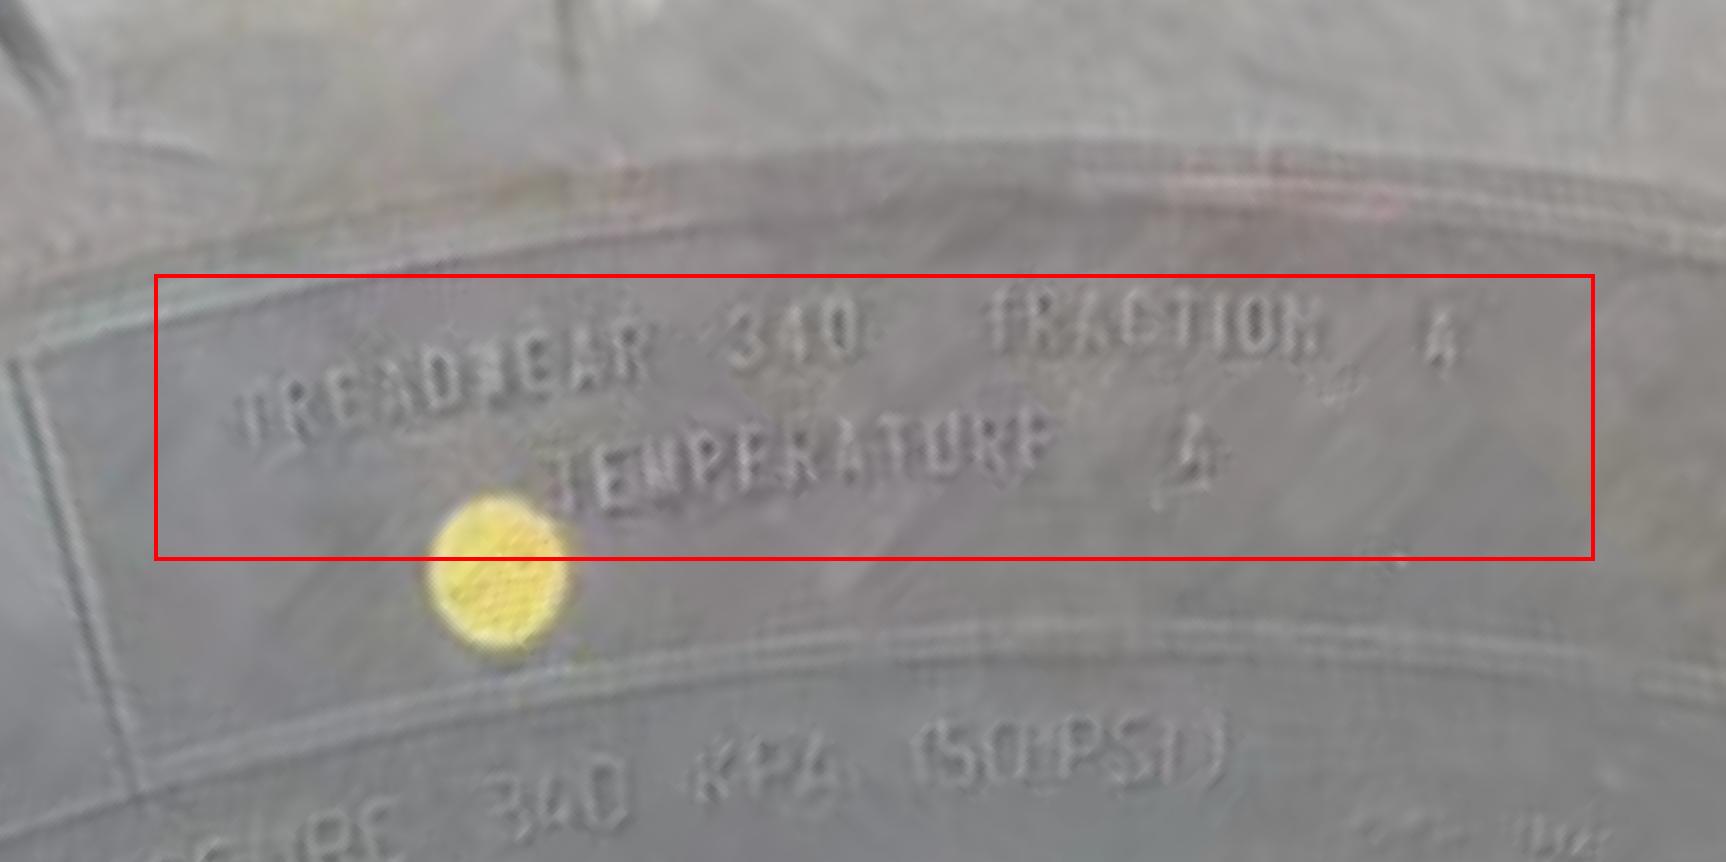 TREADWEAR 340 TRACTION A
TEMPERATURE A
340 KPA (50 PSI)